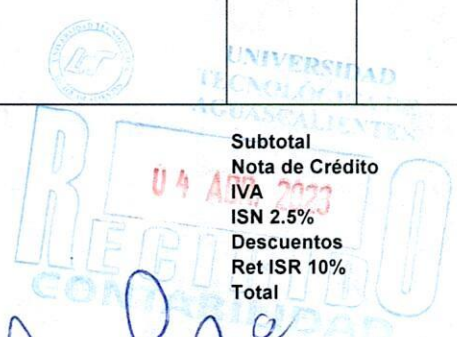 UNIVERSIDAD
TECNOLÓGICA DE
AGUASCALIENTES
Subtotal
Nota de Crédito
IVA
ISN 2.5%
Descuentos
Ret ISR 10%
Total
04 ABR. 2023
RECIBIDO
CONTABILIDAD